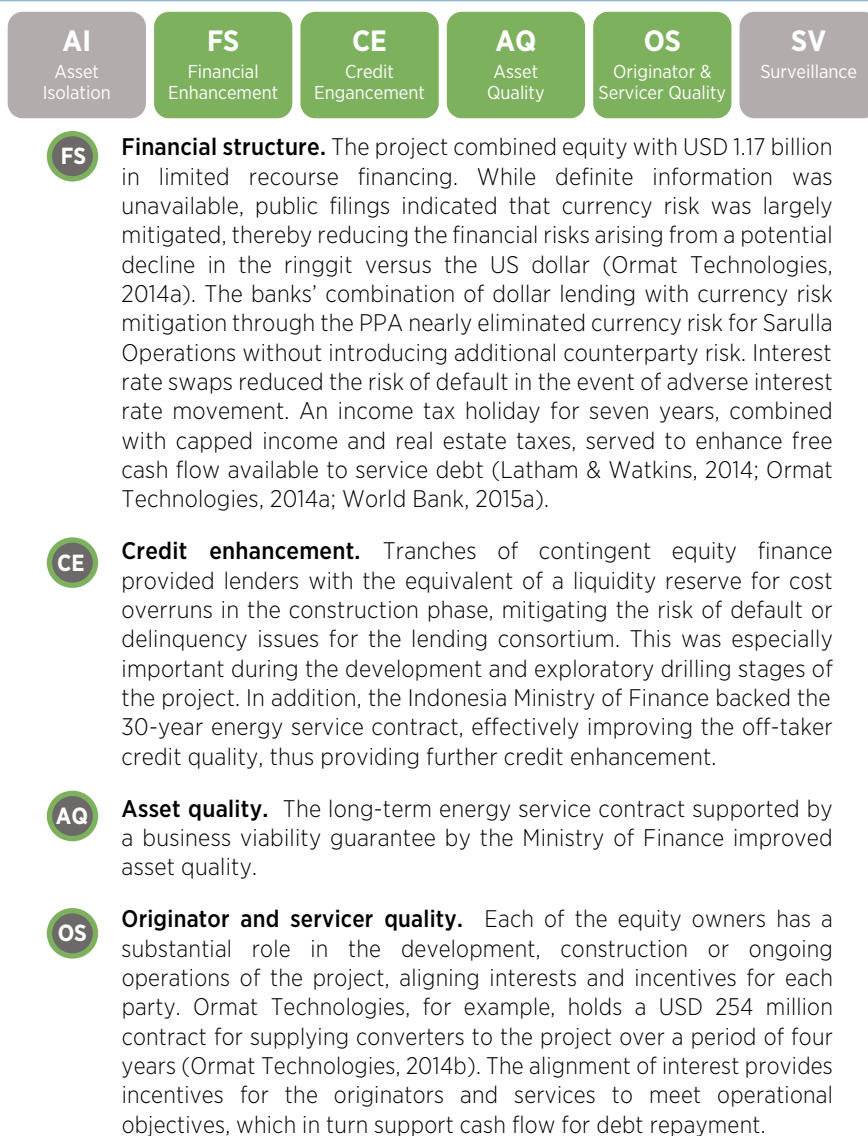 AI
Asset
Isolation
FS
Financial
Enhancement
CE
Credit
Engancement
AQ
Asset
Quality
OS
Originator &
Servicer Quality
SV
Surveillance
FS
Financial structure. The project combined equity with USD 1.17 billion
in limited recourse financing. While definite information was
unavailable, public filings indicated that currency risk was largely
mitigated, thereby reducing the financial risks arising from a potential
decline in the ringgit versus the US dollar (Ormat Technologies,
2014a). The banks’ combination of dollar lending with currency risk
mitigation through the PPA nearly eliminated currency risk for Sarulla
Operations without introducing additional counterparty risk. Interest
rate swaps reduced the risk of default in the event of adverse interest
rate movement. An income tax holiday for seven years, combined
with capped income and real estate taxes, served to enhance free
cash flow available to service debt (Latham & Watkins, 2014; Ormat
Technologies, 2014a; World Bank, 2015a).
CE
Credit enhancement. Tranches of contingent equity finance
provided lenders with the equivalent of a liquidity reserve for cost
overruns in the construction phase, mitigating the risk of default or
delinquency issues for the lending consortium. This was especially
important during the development and exploratory drilling stages of
the project. In addition, the Indonesia Ministry of Finance backed the
30-year energy service contract, effectively improving the off-taker
credit quality, thus providing further credit enhancement.
AQ
Asset quality. The long-term energy service contract supported by
a business viability guarantee by the Ministry of Finance improved
asset quality.
OS
Originator and servicer quality. Each of the equity owners has a
substantial role in the development, construction or ongoing
operations of the project, aligning interests and incentives for each
party. Ormat Technologies, for example, holds a USD 254 million
contract for supplying converters to the project over a period of four
years (Ormat Technologies, 2014b). The alignment of interest provides
incentives for the originators and services to meet operational
objectives, which in turn support cash flow for debt repayment.